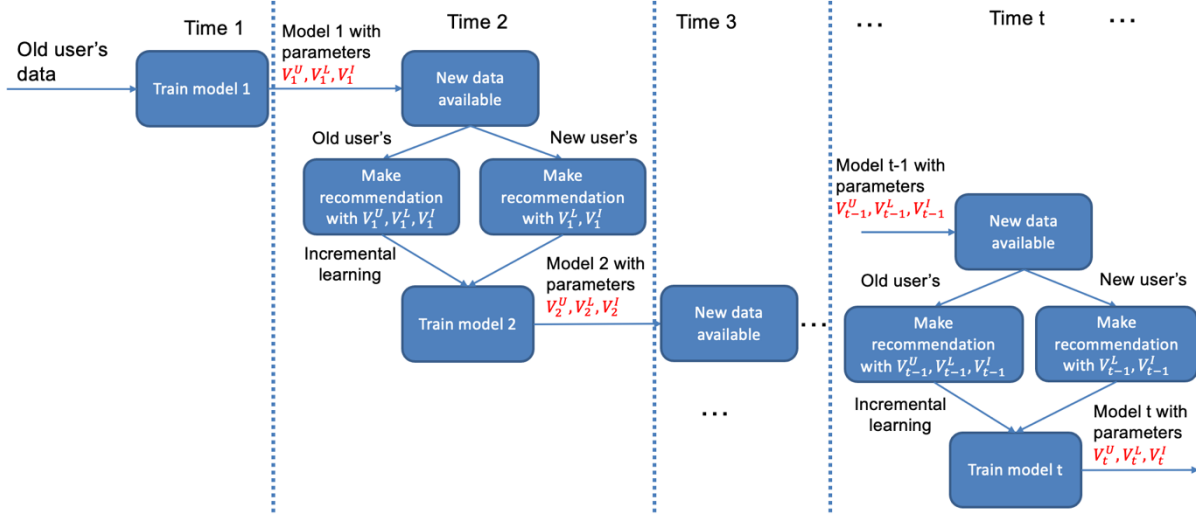 Time 1
Old user's
data
Train model 1
Model 1 with
parameters
V_1^U, V_1^L, V_1^I
Time 2
New data
available
Old user's
New user's
Make
recommendation
with V_1^U, V_1^L, V_1^I
Make
recommendation
with V_1^L, V_1^I
Incremental
learning
Train model 2
Model 2 with
parameters
V_2^U, V_2^L, V_2^I
Time 3
New data
available
...
...
...
Time t
...
Model t-1 with
parameters
V_{t-1}^U, V_{t-1}^L, V_{t-1}^I
New data
available
Old user's
New user's
Make
recommendation
with V_{t-1}^U, V_{t-1}^L, V_{t-1}^I
Make
recommendation
with V_{t-1}^L, V_{t-1}^I
Incremental
learning
Train model t
Model t with
parameters
V_t^U, V_t^L, V_t^I